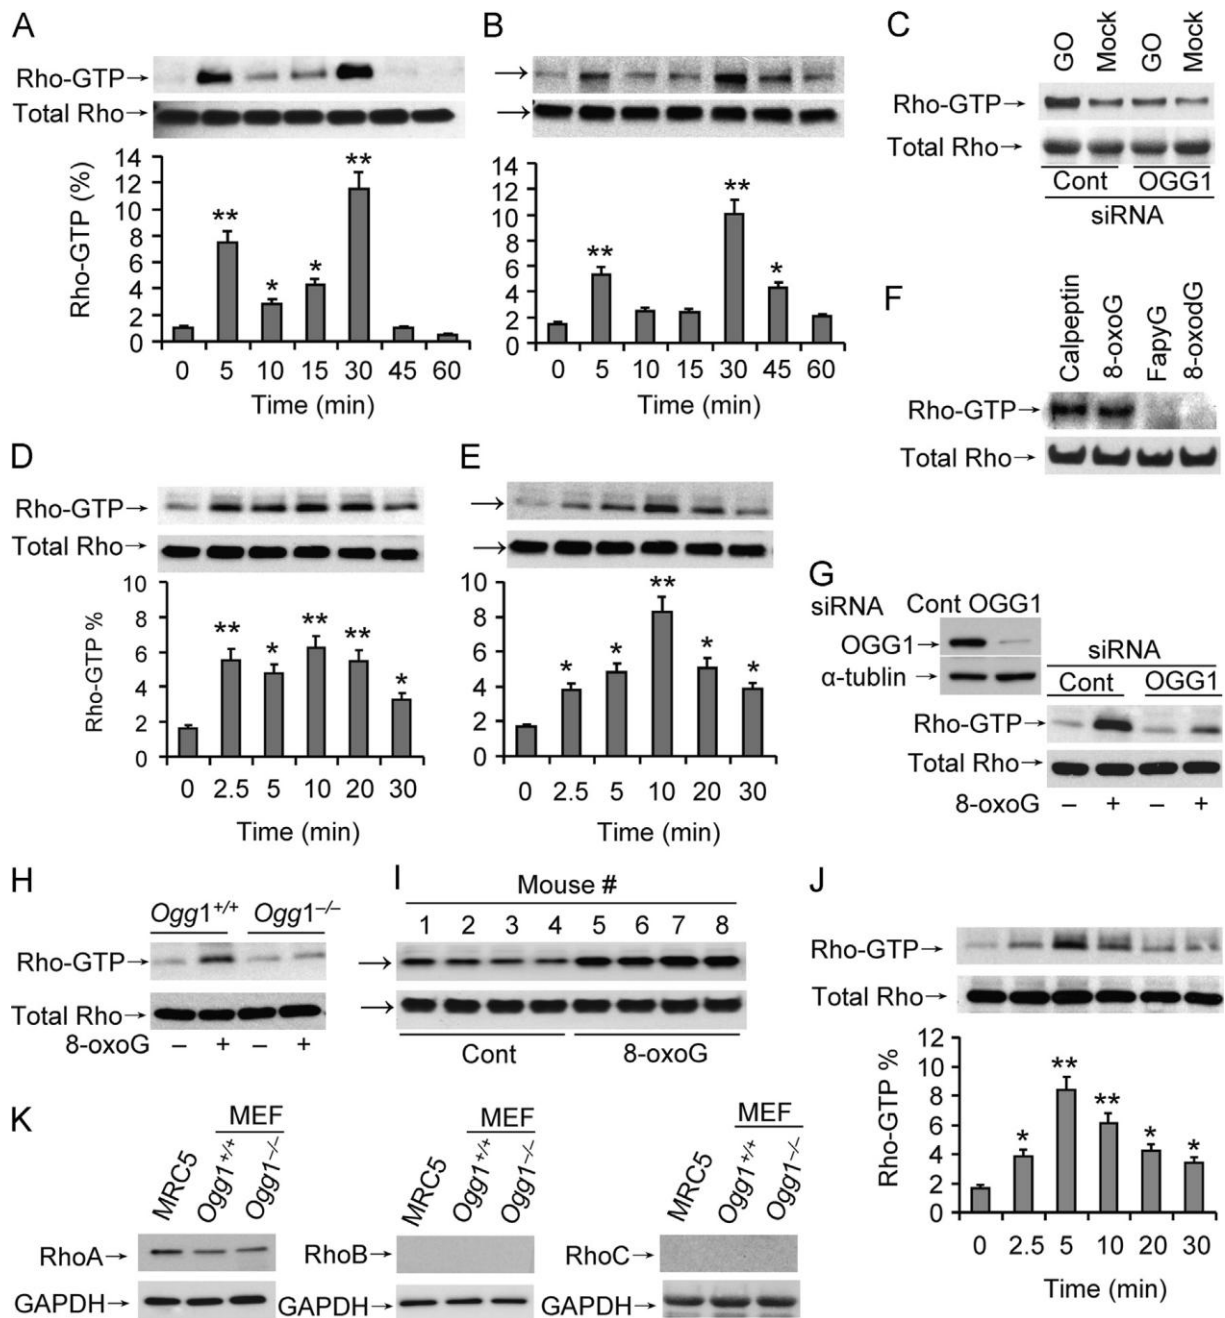 A
Rho-GTP→
Total Rho→
Rho-GTP (%)
14
12
10
8
6
4
2
0
**
*
*
**
0 5 10 15 30 45 60
Time (min)
B
14
12
10
8
6
4
2
0
**
**
*
0 5 10 15 30 45 60
Time (min)
C
GO Mock GO Mock
Rho-GTP→
Total Rho→
Cont OGG1
siRNA
F
Calpeptin 8-oxoG FapyG 8-oxodG
Rho-GTP→
Total Rho→
D
Rho-GTP→
Total Rho→
Rho-GTP %
10
8
6
4
2
0
**
*
**
**
*
0 2.5 5 10 20 30
Time (min)
E
10
8
6
4
2
0
*
*
**
*
*
0 2.5 5 10 20 30
Time (min)
G
siRNA Cont OGG1
OGG1→
α-tublin→
siRNA
Cont OGG1
Rho-GTP→
Total Rho→
8-oxoG – + – +
H
Ogg1+/+ Ogg1–/–
Rho-GTP→
Total Rho→
8-oxoG – + – +
I
Mouse #
1 2 3 4 5 6 7 8
Cont 8-oxoG
J
Rho-GTP→
Total Rho→
Rho-GTP %
12
10
8
6
4
2
0
*
**
**
*
*
0 2.5 5 10 20 30
Time (min)
K
MEF
MRC5 Ogg1+/+ Ogg1–/–
RhoA→
GAPDH→
MEF
MRC5 Ogg1+/+ Ogg1–/–
RhoB→
GAPDH→
MEF
MRC5 Ogg1+/+ Ogg1–/–
RhoC→
GAPDH→